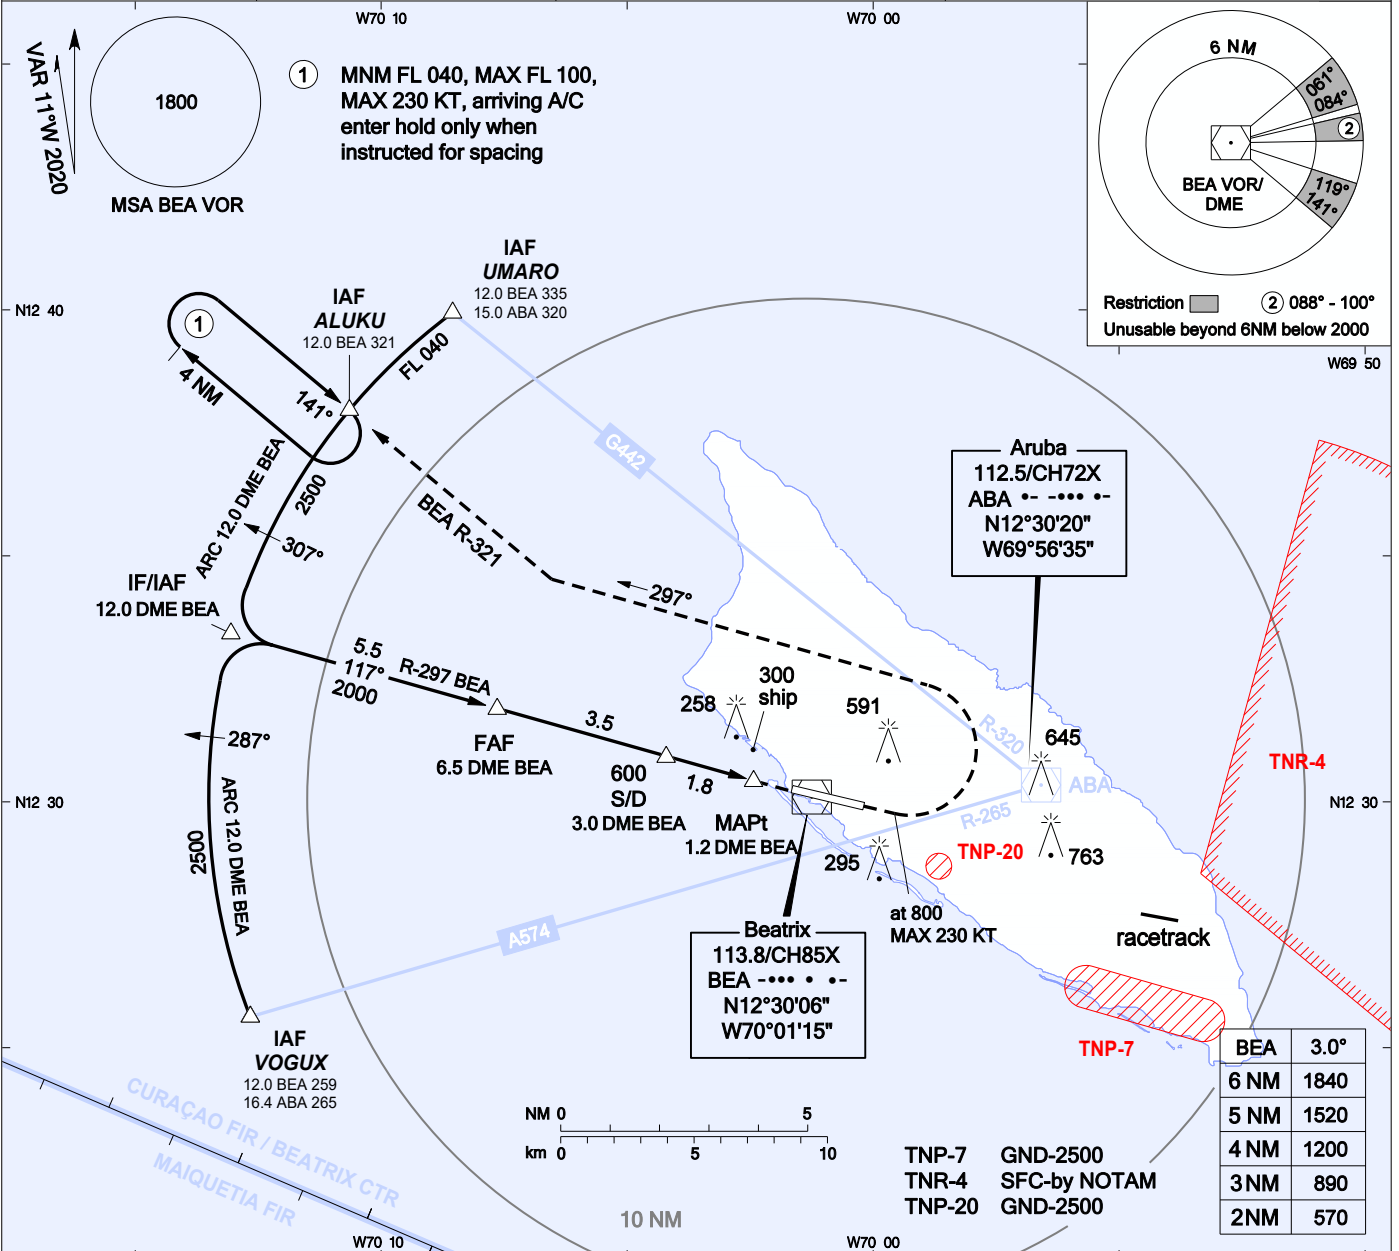 W70 10
W70 00
VAR 11°W 2020
1800
MSA BEA VOR
1
MNM FL 040, MAX FL 100,
MAX 230 KT, arriving A/C
enter hold only when
instructed for spacing
6 NM
061°
084°
2
119°
141°
BEA VOR/
DME
Restriction
2 088° - 100°
Unusable beyond 6NM below 2000
W69 50
N12 40
IAF
UMARO
12.0 BEA 335
15.0 ABA 320
IAF
ALUKU
12.0 BEA 321
1
4 NM
141°
FL 040
G442
ARC 12.0 DME BEA
2500
307°
BEA R-321
Aruba
112.5/CH72X
ABA •- -••• •-
N12°30'20"
W69°56'35"
IF/IAF
12.0 DME BEA
297°
5.5
117°
2000
R-297 BEA
258
300
ship
591
R-320
645
ABA
TNR-4
FAF
6.5 DME BEA
3.5
287°
600
S/D
3.0 DME BEA
1.8
MAPt
1.2 DME BEA
N12 30
N12 30
R-265
TNP-20
763
295
2500
ARC 12.0 DME BEA
at 800
MAX 230 KT
A574
racetrack
Beatrix
113.8/CH85X
BEA -••• • •-
N12°30'06"
W70°01'15"
IAF
VOGUX
12.0 BEA 259
16.4 ABA 265
TNP-7
CURAÇAO FIR / BEATRIX CTR
MAIQUETIA FIR
NM 0 5
km 0 5 10
10 NM
TNP-7 GND-2500
TNR-4 SFC-by NOTAM
TNP-20 GND-2500
BEA 3.0°
6 NM 1840
5 NM 1520
4 NM 1200
3 NM 890
2 NM 570
W70 10
W70 00